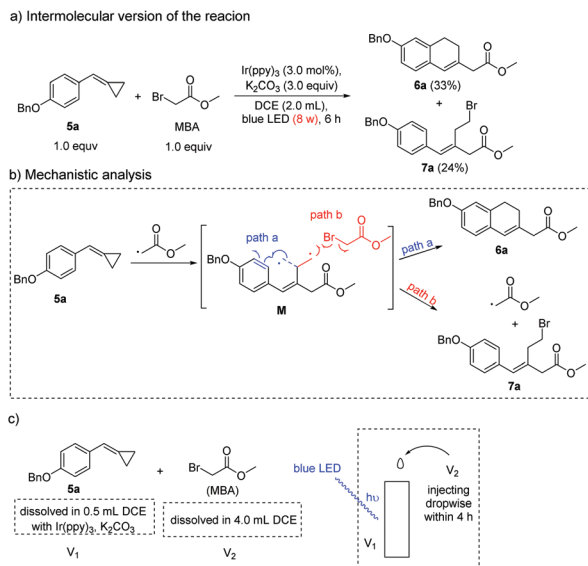 a) Intermolecular version of the reacion
BnO
5a
1.0 equv
+
Br
O
O
MBA
1.0 equiv
Ir(ppy)3 (3.0 mol%),
K2CO3 (3.0 equiv)
DCE (2.0 mL),
blue LED (8 w), 6 h
BnO
O
O
6a (33%)
+
Br
BnO
O
O
7a (24%)
b) Mechanistic analysis
BnO
5a
O
O
path b
path a
Br
O
O
BnO
O
O
M
path a
path b
BnO
O
O
6a
O
O
+
Br
BnO
O
O
7a
c)
BnO
5a
+
Br
O
O
(MBA)
dissolved in 0.5 mL DCE
with Ir(ppy)3, K2CO3
V1
dissolved in 4.0 mL DCE
V2
blue LED
hυ
V1
V2
injecting
dropwise
within 4 h